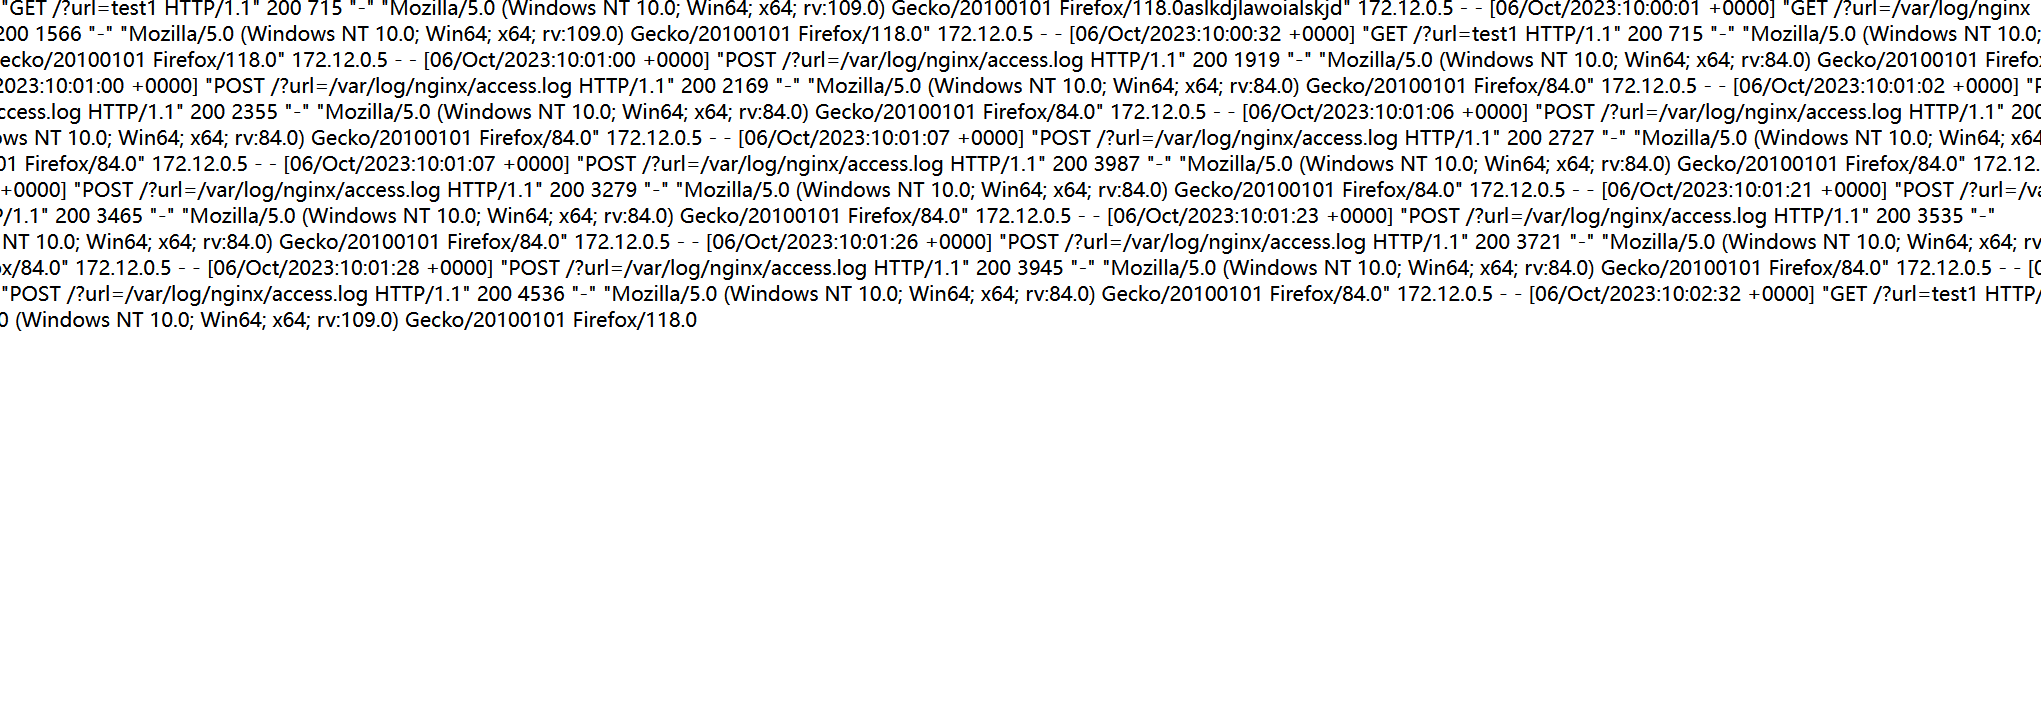 "GET /?url=test1 HTTP/1.1" 200 715 "-" "Mozilla/5.0 (Windows NT 10.0; Win64; x64; rv:109.0) Gecko/20100101 Firefox/118.0aslkdjlawoialskjd" 172.12.0.5 - - [06/Oct/2023:10:00:01 +0000] "GET /?url=/var/log/nginx
200 1566 "-" "Mozilla/5.0 (Windows NT 10.0; Win64; x64; rv:109.0) Gecko/20100101 Firefox/118.0" 172.12.0.5 - - [06/Oct/2023:10:00:32 +0000] "GET /?url=test1 HTTP/1.1" 200 715 "-" "Mozilla/5.0 (Windows NT 10.0;
ecko/20100101 Firefox/118.0" 172.12.0.5 - - [06/Oct/2023:10:01:00 +0000] "POST /?url=/var/log/nginx/access.log HTTP/1.1" 200 1919 "-" "Mozilla/5.0 (Windows NT 10.0; Win64; x64; rv:84.0) Gecko/20100101 Firefo
2023:10:01:00 +0000] "POST /?url=/var/log/nginx/access.log HTTP/1.1" 200 2169 "-" "Mozilla/5.0 (Windows NT 10.0; Win64; x64; rv:84.0) Gecko/20100101 Firefox/84.0" 172.12.0.5 - - [06/Oct/2023:10:01:02 +0000] "P
ccess.log HTTP/1.1" 200 2355 "-" "Mozilla/5.0 (Windows NT 10.0; Win64; x64; rv:84.0) Gecko/20100101 Firefox/84.0" 172.12.0.5 - - [06/Oct/2023:10:01:06 +0000] "POST /?url=/var/log/nginx/access.log HTTP/1.1" 200
ows NT 10.0; Win64; x64; rv:84.0) Gecko/20100101 Firefox/84.0" 172.12.0.5 - - [06/Oct/2023:10:01:07 +0000] "POST /?url=/var/log/nginx/access.log HTTP/1.1" 200 2727 "-" "Mozilla/5.0 (Windows NT 10.0; Win64; x64
01 Firefox/84.0" 172.12.0.5 - - [06/Oct/2023:10:01:07 +0000] "POST /?url=/var/log/nginx/access.log HTTP/1.1" 200 3987 "-" "Mozilla/5.0 (Windows NT 10.0; Win64; x64; rv:84.0) Gecko/20100101 Firefox/84.0" 172.12.
+0000] "POST /?url=/var/log/nginx/access.log HTTP/1.1" 200 3279 "-" "Mozilla/5.0 (Windows NT 10.0; Win64; x64; rv:84.0) Gecko/20100101 Firefox/84.0" 172.12.0.5 - - [06/Oct/2023:10:01:21 +0000] "POST /?url=/va
P/1.1" 200 3465 "-" "Mozilla/5.0 (Windows NT 10.0; Win64; x64; rv:84.0) Gecko/20100101 Firefox/84.0" 172.12.0.5 - - [06/Oct/2023:10:01:23 +0000] "POST /?url=/var/log/nginx/access.log HTTP/1.1" 200 3535 "-"
NT 10.0; Win64; x64; rv:84.0) Gecko/20100101 Firefox/84.0" 172.12.0.5 - - [06/Oct/2023:10:01:26 +0000] "POST /?url=/var/log/nginx/access.log HTTP/1.1" 200 3721 "-" "Mozilla/5.0 (Windows NT 10.0; Win64; x64; rv
x/84.0" 172.12.0.5 - - [06/Oct/2023:10:01:28 +0000] "POST /?url=/var/log/nginx/access.log HTTP/1.1" 200 3945 "-" "Mozilla/5.0 (Windows NT 10.0; Win64; x64; rv:84.0) Gecko/20100101 Firefox/84.0" 172.12.0.5 - - [0
"POST /?url=/var/log/nginx/access.log HTTP/1.1" 200 4536 "-" "Mozilla/5.0 (Windows NT 10.0; Win64; x64; rv:84.0) Gecko/20100101 Firefox/84.0" 172.12.0.5 - - [06/Oct/2023:10:02:32 +0000] "GET /?url=test1 HTTP/
0 (Windows NT 10.0; Win64; x64; rv:109.0) Gecko/20100101 Firefox/118.0